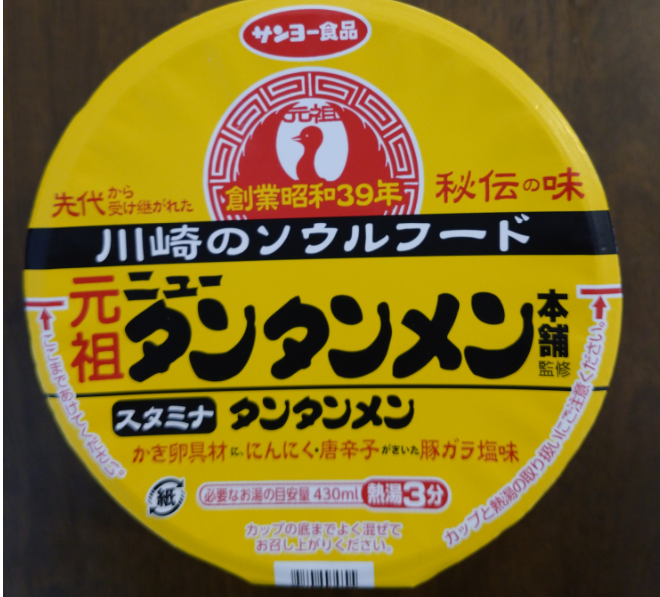 サンヨー食品
元祖
創業昭和39年
先代から受け継がれた
秘伝の味
川崎のソウルフード
元祖ニュータンタンメン本舗監修
スタミナ タンタンメン
かき卵具材に、にんにく・唐辛子がきいた豚ガラ塩味
紙
必要なお湯の目安量 430ml 熱湯3分
カップの底までよく混ぜて
お召し上がりください。
ここまであけてください。
カップと熱湯の取り扱いにご注意ください。